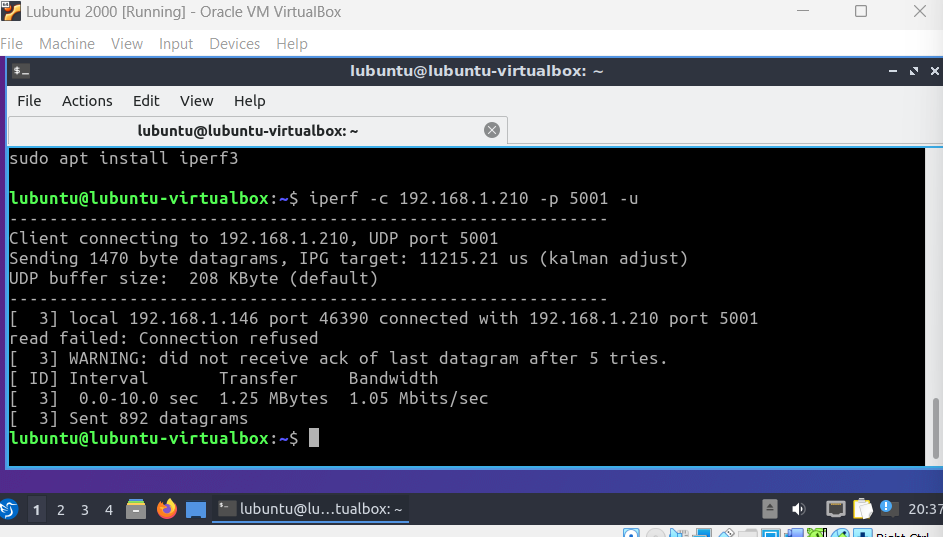 Lubuntu 2000 [Running] - Oracle VM VirtualBox
File Machine View Input Devices Help
lubuntu@lubuntu-virtualbox: ~
File Actions Edit View Help
lubuntu@lubuntu-virtualbox: ~
sudo apt install iperf3
lubuntu@lubuntu-virtualbox:~$ iperf -c 192.168.1.210 -p 5001 -u
------------------------------------------------------------
Client connecting to 192.168.1.210, UDP port 5001
Sending 1470 byte datagrams, IPG target: 11215.21 us (kalman adjust)
UDP buffer size:  208 KByte (default)
------------------------------------------------------------
[  3] local 192.168.1.146 port 46390 connected with 192.168.1.210 port 5001
read failed: Connection refused
[  3] WARNING: did not receive ack of last datagram after 5 tries.
[ ID] Interval       Transfer     Bandwidth
[  3]  0.0-10.0 sec  1.25 MBytes  1.05 Mbits/sec
[  3] Sent 892 datagrams
lubuntu@lubuntu-virtualbox:~$
1 2 3 4 lubuntu@lu...tualbox: ~ 20:37
Right Ctrl